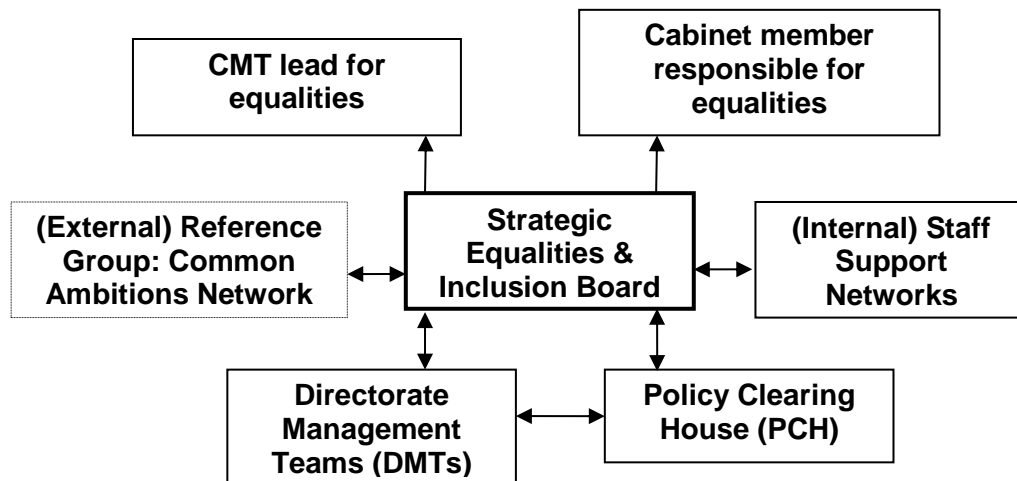 CMT lead for
equalities
Cabinet member
responsible for
equalities
(External) Reference
Group: Common
Ambitions Network
Strategic
Equalities &
Inclusion Board
(Internal) Staff
Support
Networks
Directorate
Management
Teams (DMTs)
Policy Clearing
House (PCH)